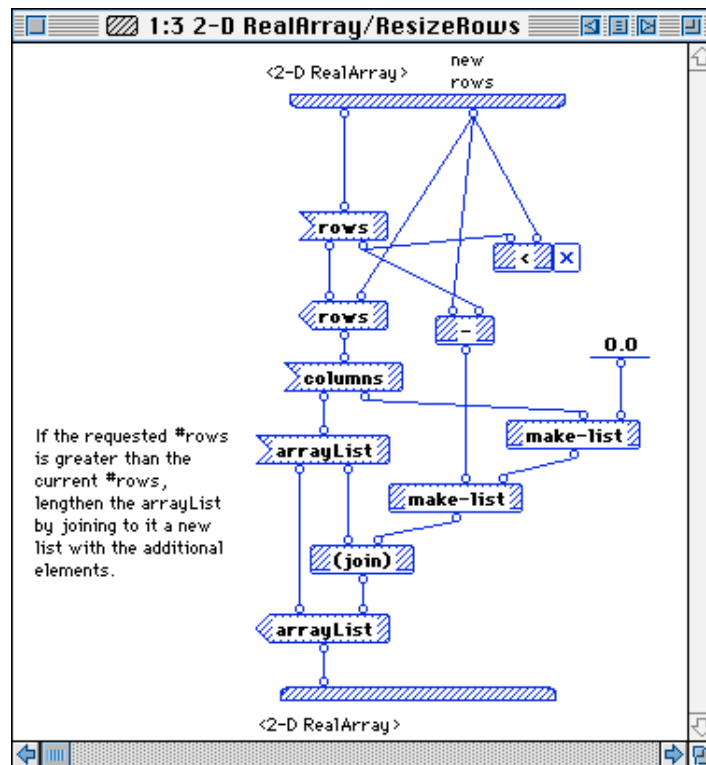 1:3 2-D RealArray/ResizeRows
<2-D RealArray>
new
rows
rows
<
rows
-
0.0
columns
make-list
If the requested #rows
is greater than the
current #rows,
lengthen the arrayList
by joining to it a new
list with the additional
elements.
arrayList
make-list
(join)
arrayList
<2-D RealArray>